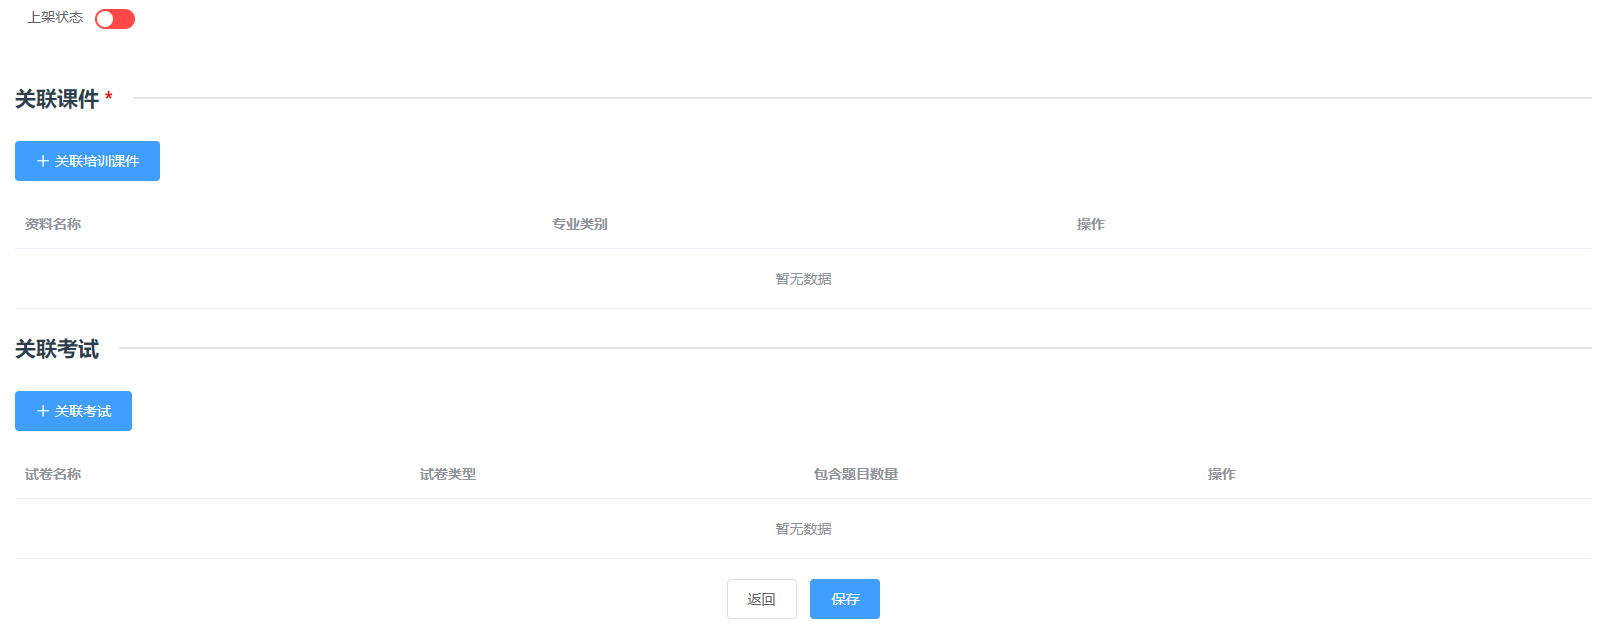 上架状态
关联课件 *
+ 关联培训课件
资料名称 专业类别 操作
暂无数据
关联考试
+ 关联考试
试卷名称 试卷类型 包含题目数量 操作
暂无数据
返回 保存